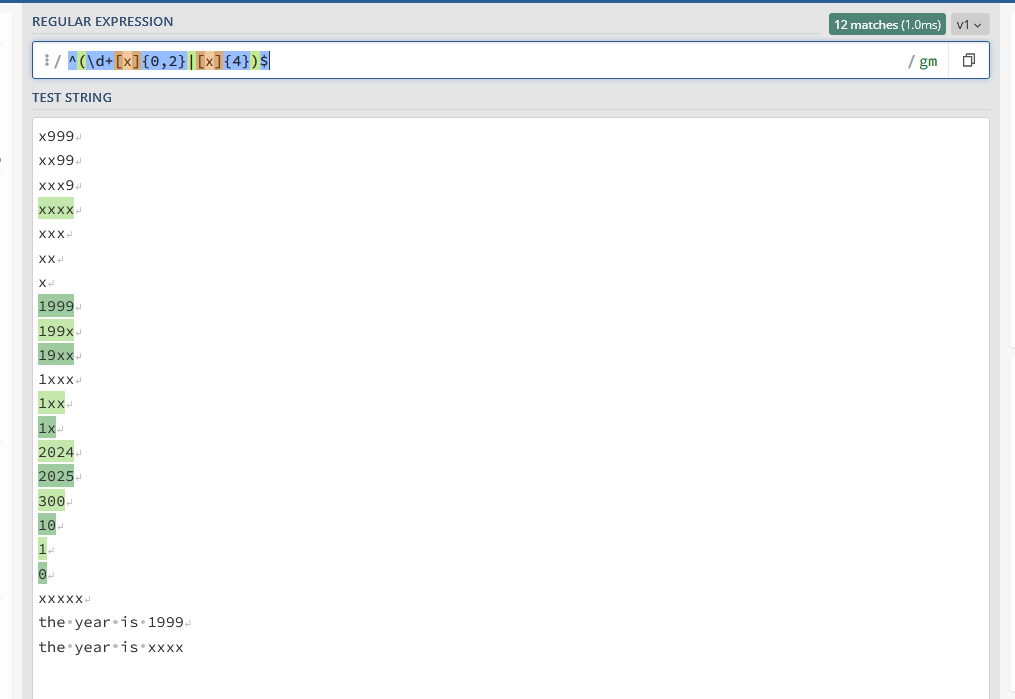 REGULAR EXPRESSION
12 matches (1.0ms)
v1
/ ^(\d+[x]{0,2}|[x]{4})$
/ gm
TEST STRING
x999
xx99
xxx9
xxxx
xxx
xx
x
1999
199x
19xx
1xxx
1xx
1x
2024
2025
300
10
1
0
xxxxx
the·year·is·1999
the·year·is·xxxx